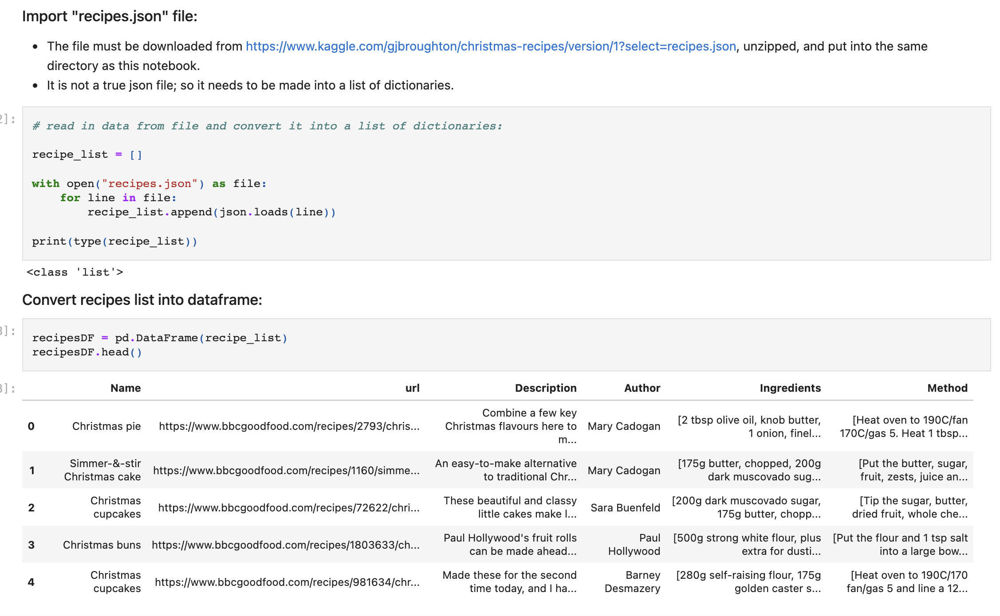 Import "recipes.json" file:
• The file must be downloaded from https://www.kaggle.com/gjbroughton/christmas-recipes/version/1?select=recipes.json, unzipped, and put into the same
directory as this notebook.
• It is not a true json file; so it needs to be made into a list of dictionaries.
]:
# read in data from file and convert it into a list of dictionaries:
recipe_list = []
with open("recipes.json") as file:
    for line in file:
        recipe_list.append(json.loads(line))
print(type(recipe_list))
<class 'list'>
Convert recipes list into dataframe:
]:
recipesDF = pd.DataFrame(recipe_list)
recipesDF.head()
]:
Name url Description Author Ingredients Method
0 Christmas pie https://www.bbcgoodfood.com/recipes/2793/chris... Combine a few key
Christmas flavours here to
m... Mary Cadogan [2 tbsp olive oil, knob butter,
1 onion, finel... [Heat oven to 190C/fan
170C/gas 5. Heat 1 tbsp...
1 Simmer-&-stir
Christmas cake https://www.bbcgoodfood.com/recipes/1160/simme... An easy-to-make alternative
to traditional Chr... Mary Cadogan [175g butter, chopped, 200g
dark muscovado sug... [Put the butter, sugar,
fruit, zests, juice an...
2 Christmas
cupcakes https://www.bbcgoodfood.com/recipes/72622/chri... These beautiful and classy
little cakes make l... Sara Buenfeld [200g dark muscovado sugar,
175g butter, chopp... [Tip the sugar, butter,
dried fruit, whole che...
3 Christmas buns https://www.bbcgoodfood.com/recipes/1803633/ch... Paul Hollywood's fruit rolls
can be made ahead... Paul
Hollywood [500g strong white flour, plus
extra for dusti... [Put the flour and 1 tsp salt
into a large bow...
4 Christmas
cupcakes https://www.bbcgoodfood.com/recipes/981634/chr... Made these for the second
time today, and I ha... Barney
Desmazery [280g self-raising flour, 175g
golden caster s... [Heat oven to 190C/170
fan/gas 5 and line a 12...